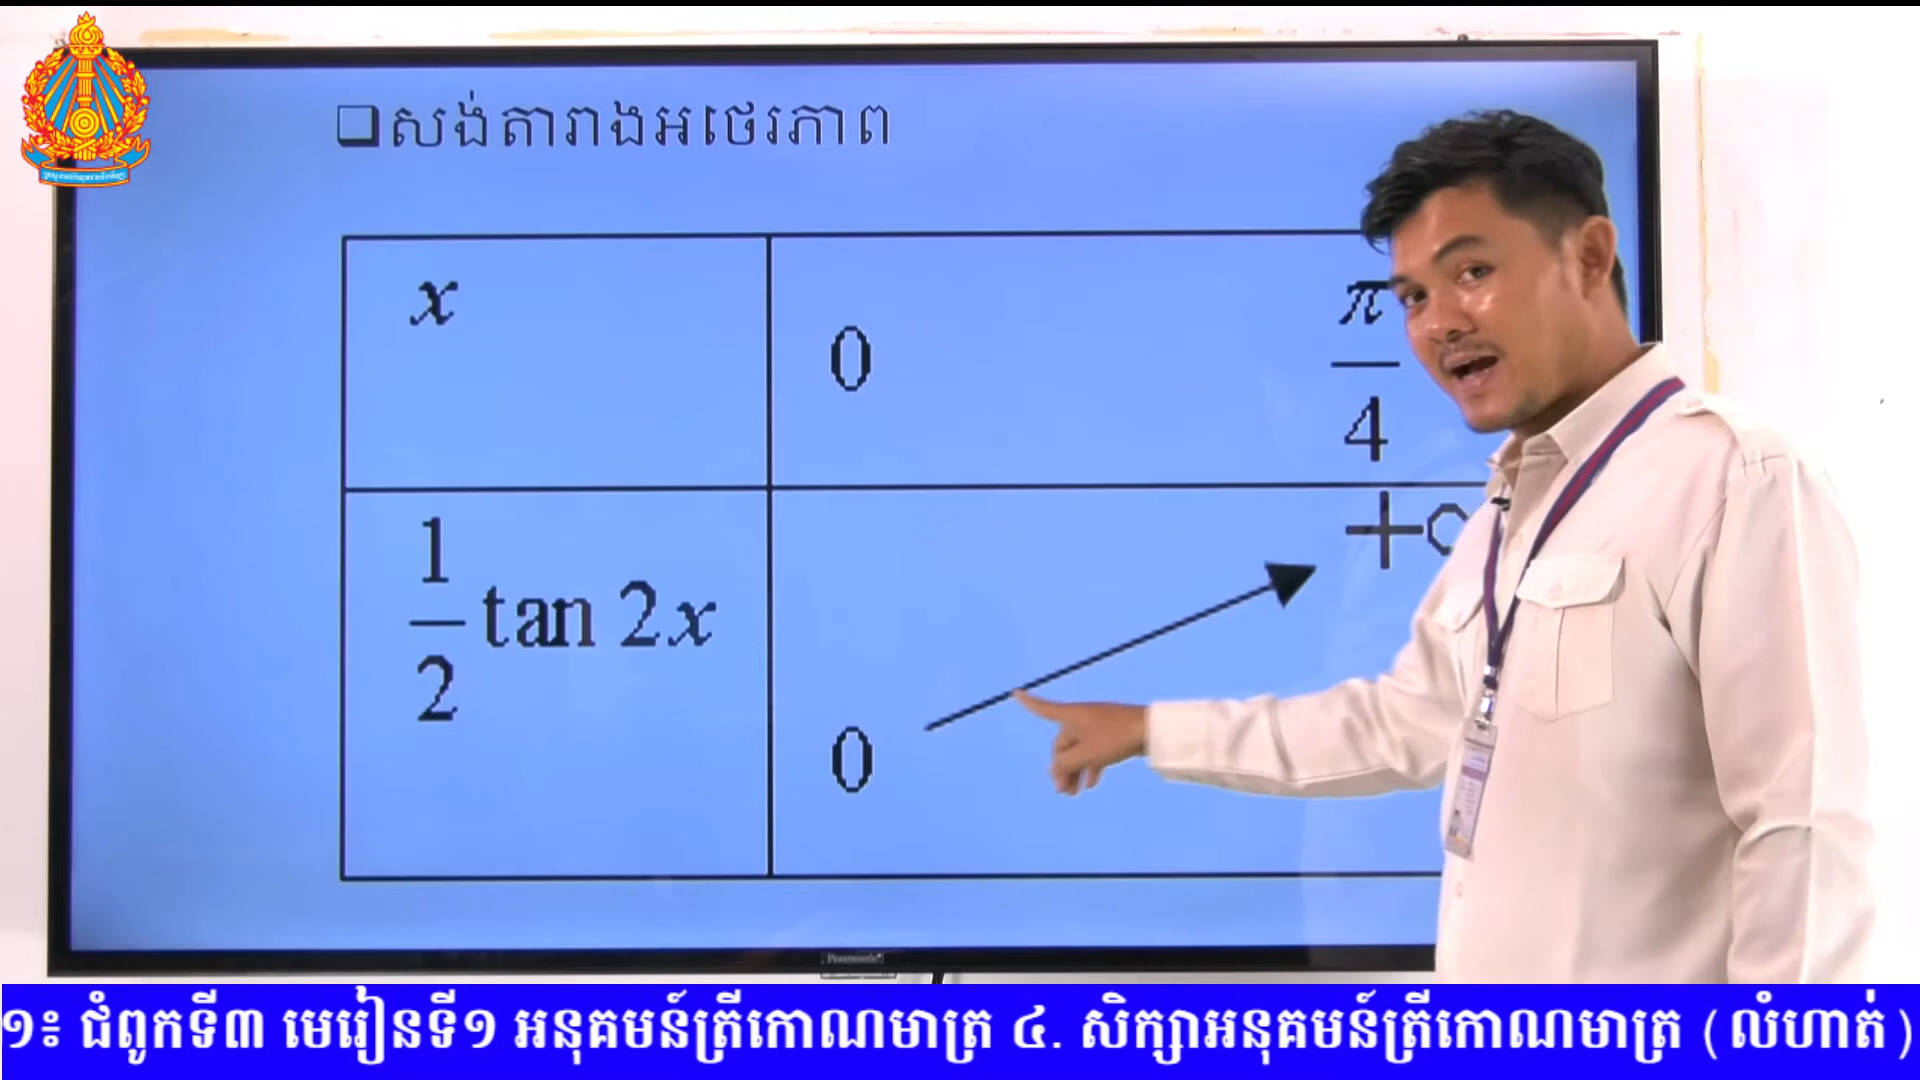 ❑សង់តារាងអថេរភាព
x 0 π/4
1/2 tan 2x 0 +
១៖ ជំពូកទី៣ មេរៀនទី១ អនុគមន៍ត្រីកោណមាត្រ ៤. សិក្សាអនុគមន៍ត្រីកោណមាត្រ (លំហាត់)